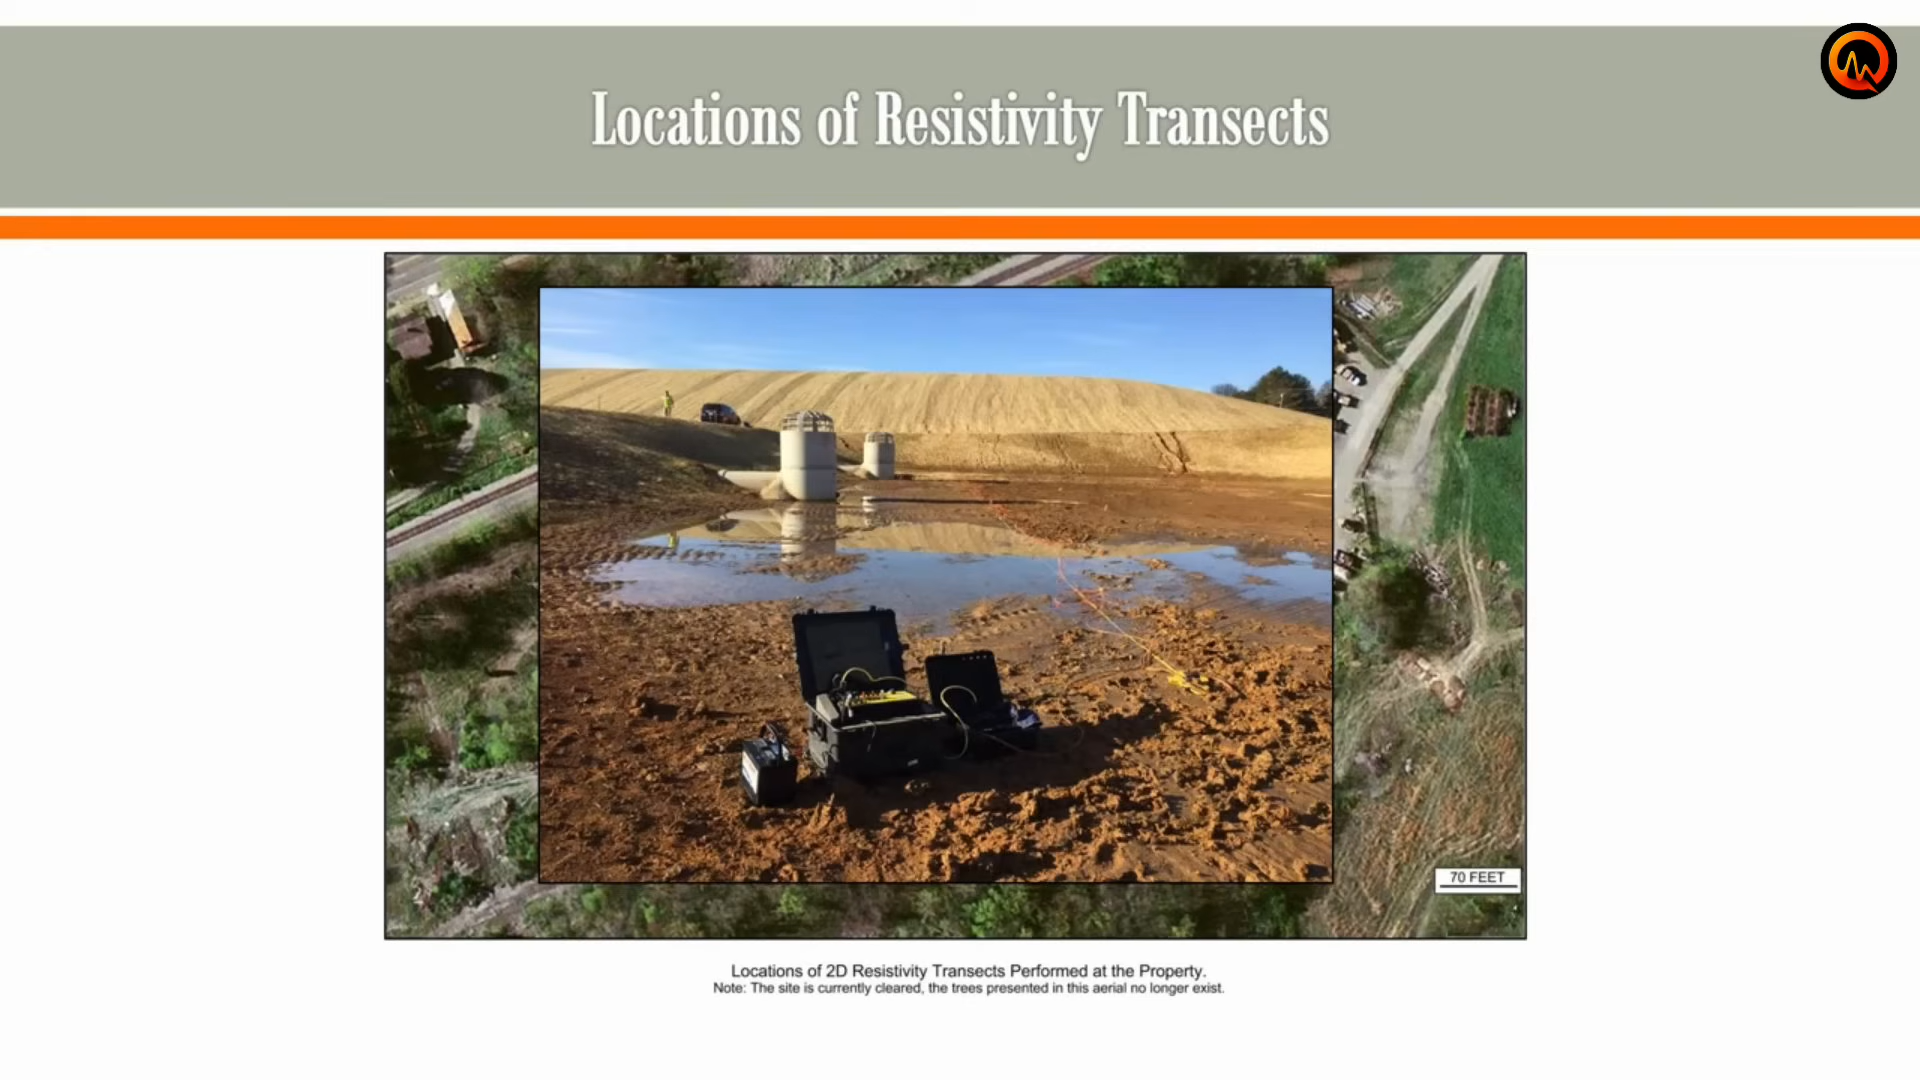 Locations of Resistivity Transects
70 FEET
Locations of 2D Resistivity Transects Performed at the Property.
Note: The site is currently cleared, the trees presented in this aerial no longer exist.